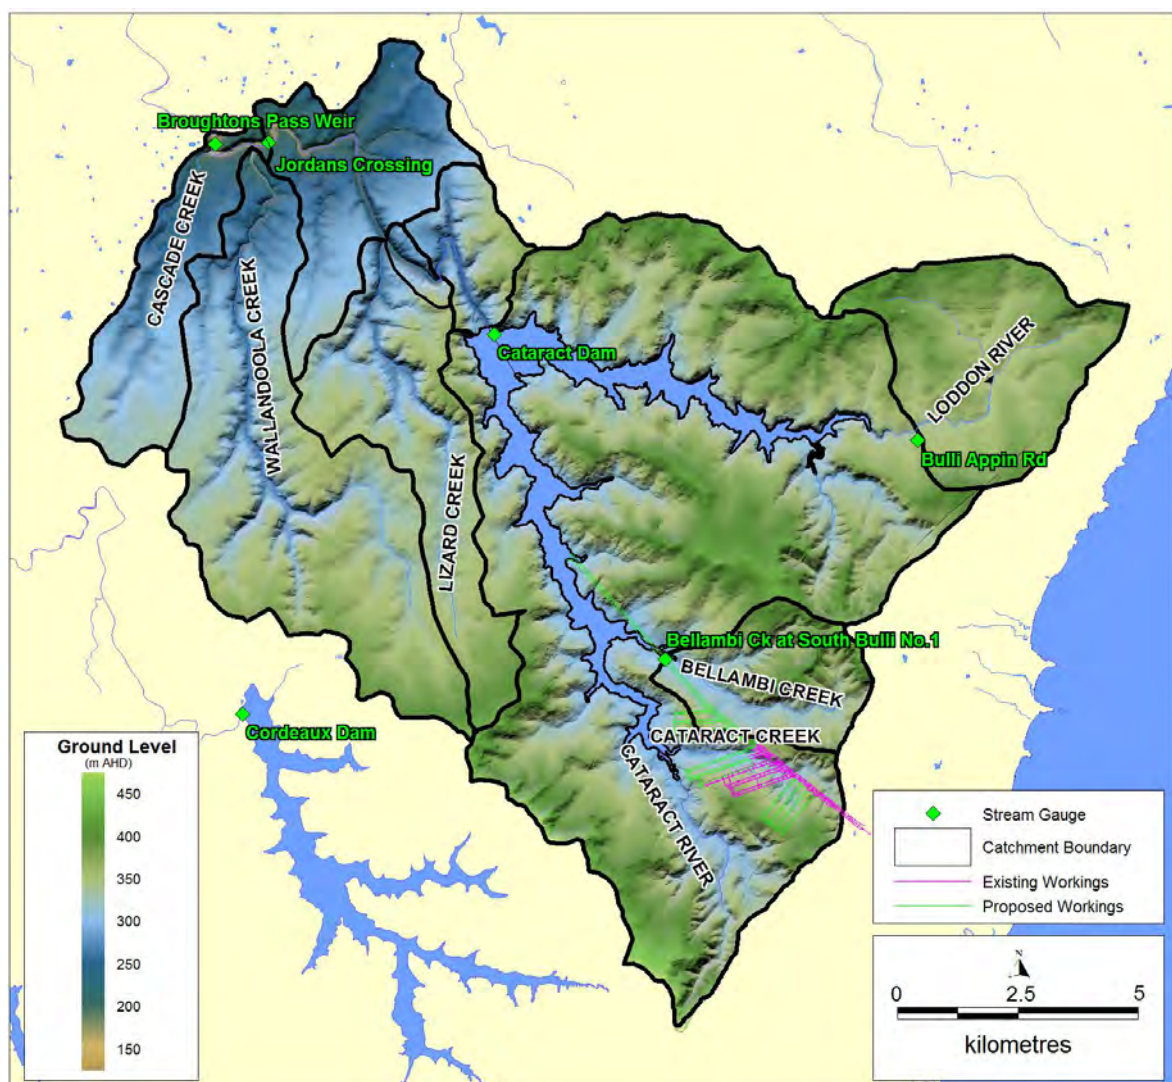 Broughtons Pass Weir
Jordans Crossing
CASCADE CREEK
WALLANDOOLA CREEK
LIZARD CREEK
Cataract Dam
LODDON RIVER
Bulli Appin Rd
Bellambi Ck at South Bulli No.1
BELLAMBI CREEK
CATARACT CREEK
CATARACT RIVER
Cordeaux Dam
Ground Level
(m AHD)
450
400
350
300
250
200
150
Stream Gauge
Catchment Boundary
Existing Workings
Proposed Workings
N
0 2.5 5
kilometres